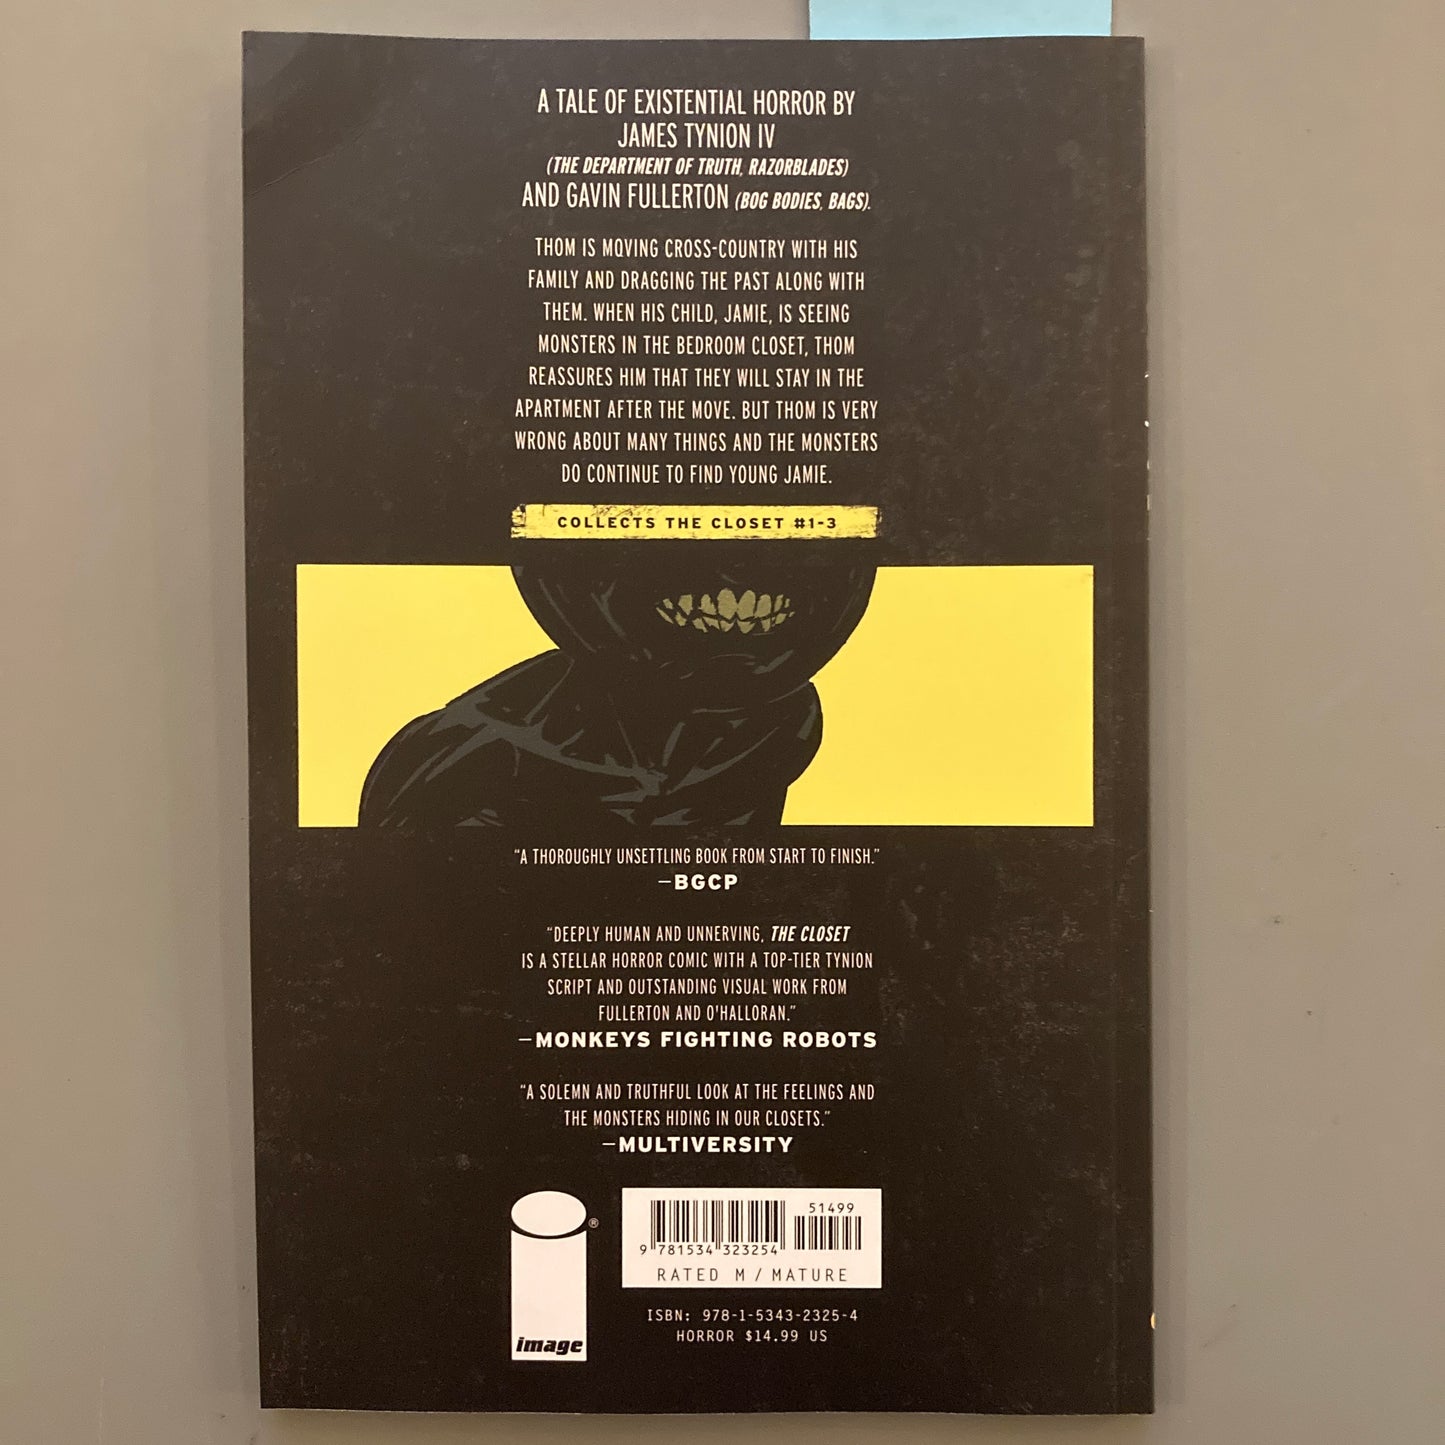 A TALE OF EXISTENTIAL HORROR BY
JAMES TYNION IV
(THE DEPARTMENT OF TRUTH, RAZORBLADES)
AND GAVIN FULLERTON (BOG BODIES, BAGS).
THOM IS MOVING CROSS-COUNTRY WITH HIS
FAMILY AND DRAGGING THE PAST ALONG WITH
THEM. WHEN HIS CHILD, JAMIE, IS SEEING
MONSTERS IN THE BEDROOM CLOSET, THOM
REASSURES HIM THAT THEY WILL STAY IN THE
APARTMENT AFTER THE MOVE. BUT THOM IS VERY
WRONG ABOUT MANY THINGS AND THE MONSTERS
DO CONTINUE TO FIND YOUNG JAMIE.
COLLECTS THE CLOSET #1-3
“A THOROUGHLY UNSETTLING BOOK FROM START TO FINISH.”
—BGCP
“DEEPLY HUMAN AND UNNERVING, THE CLOSET
IS A STELLAR HORROR COMIC WITH A TOP-TIER TYNION
SCRIPT AND OUTSTANDING VISUAL WORK FROM
FULLERTON AND O'HALLORAN.”
—MONKEYS FIGHTING ROBOTS
“A SOLEMN AND TRUTHFUL LOOK AT THE FEELINGS AND
THE MONSTERS HIDING IN OUR CLOSETS.”
—MULTIVERSITY
®
image
51499
9 781534 323254
RATED M / MATURE
ISBN: 978-1-5343-2325-4
HORROR $14.99 US